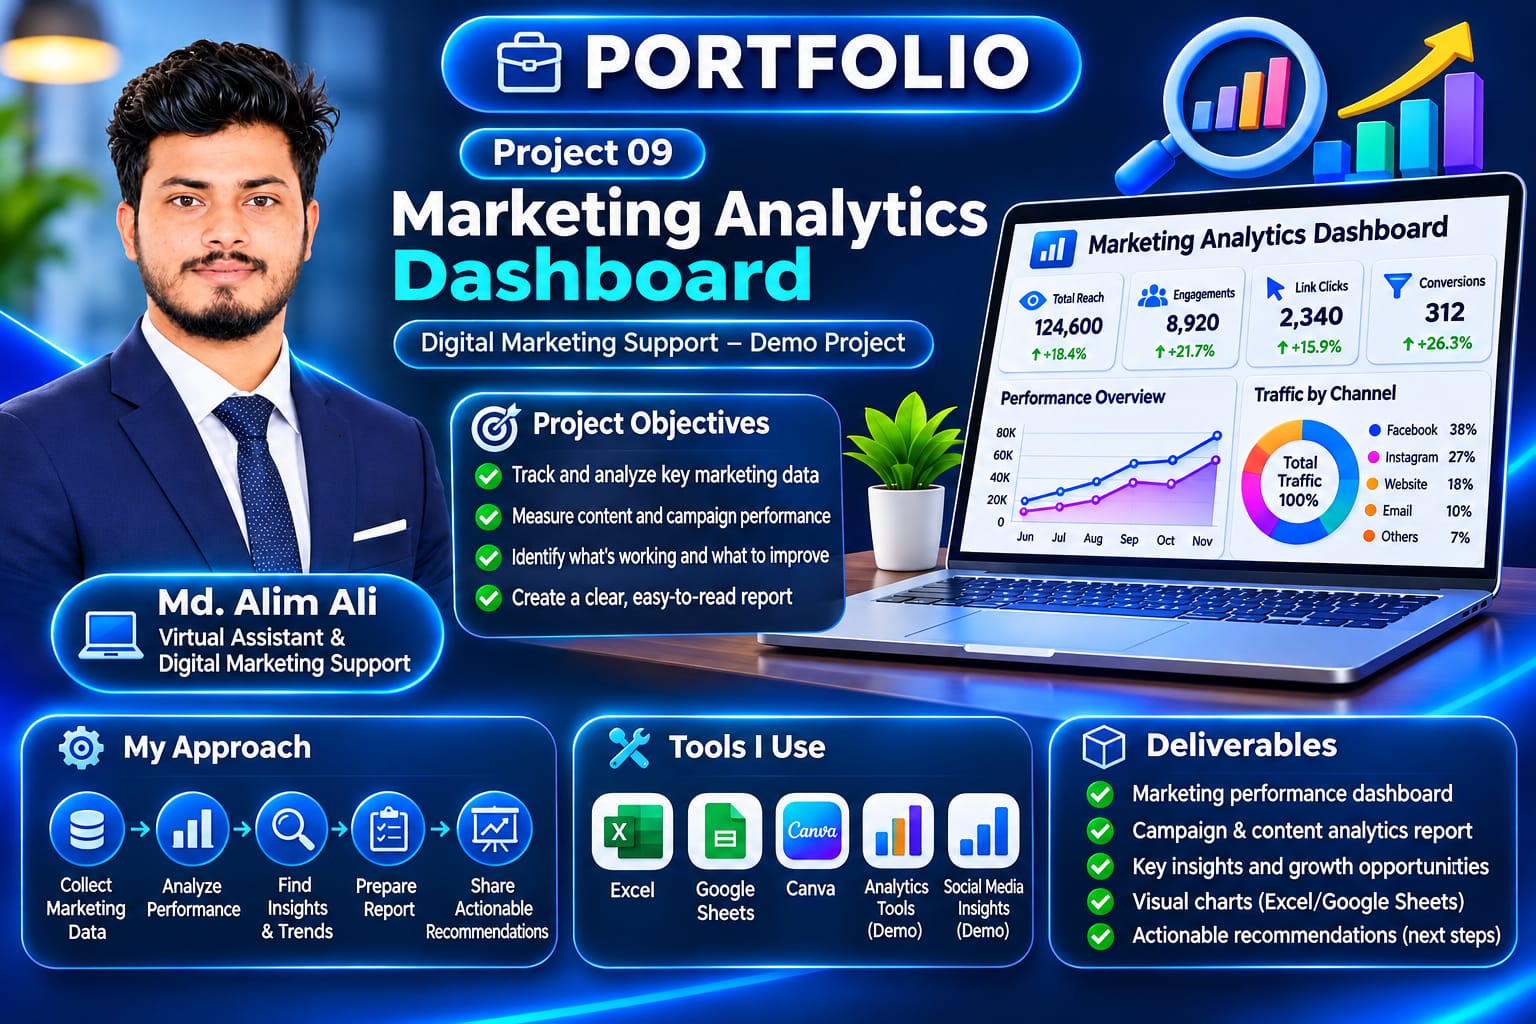 PORTFOLIO
Project 09
Marketing Analytics
Dashboard
Digital Marketing Support – Demo Project
Project Objectives
Track and analyze key marketing data
Measure content and campaign performance
Identify what's working and what to improve
Create a clear, easy-to-read report
Marketing Analytics Dashboard
Total Reach
124,600
+18.4%
Engagements
8,920
+21.7%
Link Clicks
2,340
+15.9%
Conversions
312
+26.3%
Performance Overview
80K
60K
40K
20K
0
Jun Jul Aug Sep Oct Nov
Traffic by Channel
Total
Traffic
100%
Facebook 38%
Instagram 27%
Website 18%
Email 10%
Others 7%
Md. Alim Ali
Virtual Assistant &
Digital Marketing Support
My Approach
Collect
Marketing
Data
Analyze
Performance
Find
Insights
& Trends
Prepare
Report
Share
Actionable
Recommendations
Tools I Use
X
Excel
Google
Sheets
Canva
Canva
Analytics
Tools
(Demo)
Social Media
Insights
(Demo)
Deliverables
Marketing performance dashboard
Campaign & content analytics report
Key insights and growth opportunities
Visual charts (Excel/Google Sheets)
Actionable recommendations (next steps)